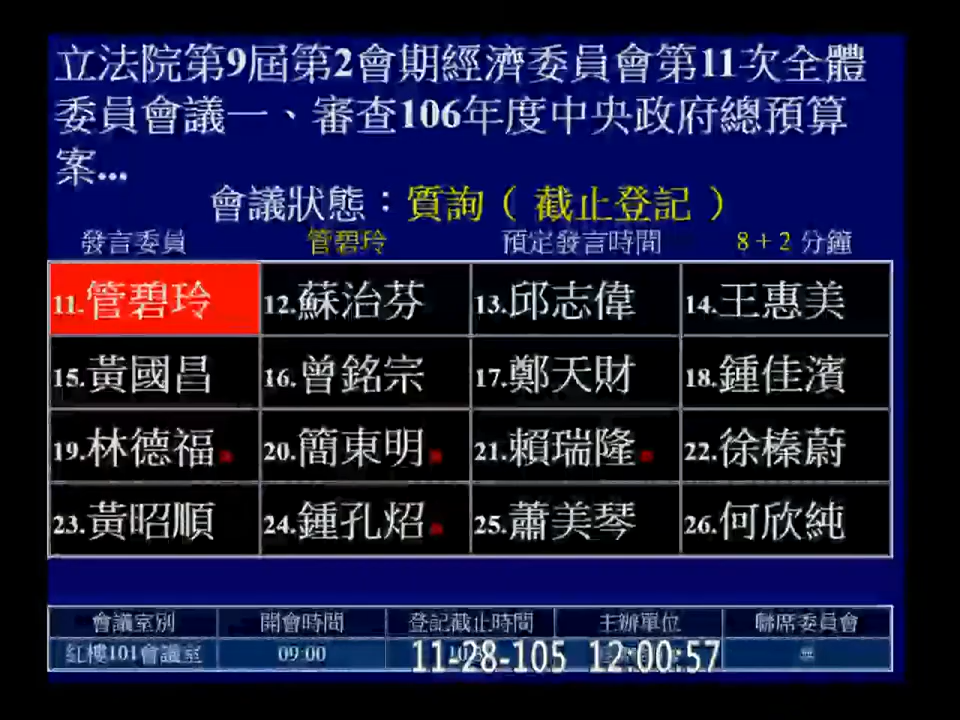 立法院第9屆第2會期經濟委員會第11次全體
委員會議一、審查106年度中央政府總預算
案...
會議狀態：質詢（ 截止登記 ）
發言委員 管碧玲 預定發言時間 8+2 分鐘
11.管碧玲 12.蘇治芬 13.邱志偉 14.王惠美
15.黃國昌 16.曾銘宗 17.鄭天財 18.鍾佳濱
19.林德福 20.簡東明 21.賴瑞隆 22.徐榛蔚
23.黃昭順 24.鍾孔炤 25.蕭美琴 26.何欣純
會議室別 開會時間 登記截止時間 主辦單位 聯席委員會
紅樓101會議室 09:00 無
11-28-105 12:00:57